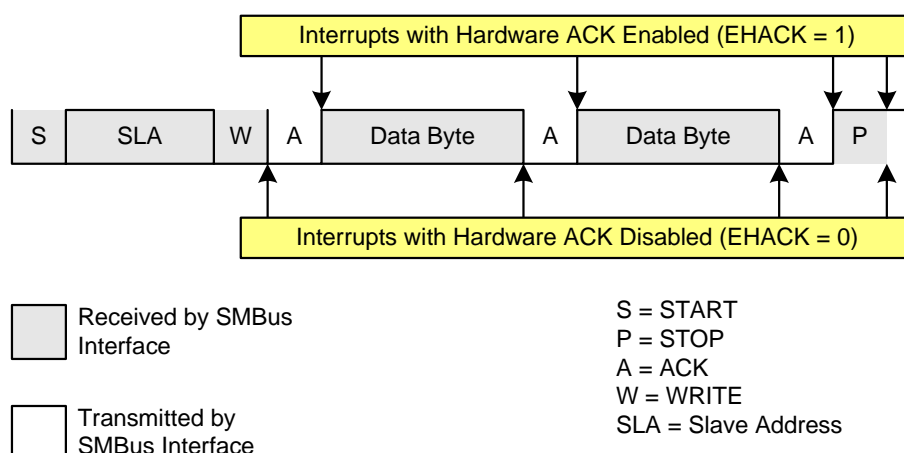 Interrupts with Hardware ACK Enabled (EHACK = 1)
S SLA W A Data Byte A Data Byte A P
Interrupts with Hardware ACK Disabled (EHACK = 0)
Received by SMBus
Interface
Transmitted by
SMBus Interface
S = START
P = STOP
A = ACK
W = WRITE
SLA = Slave Address